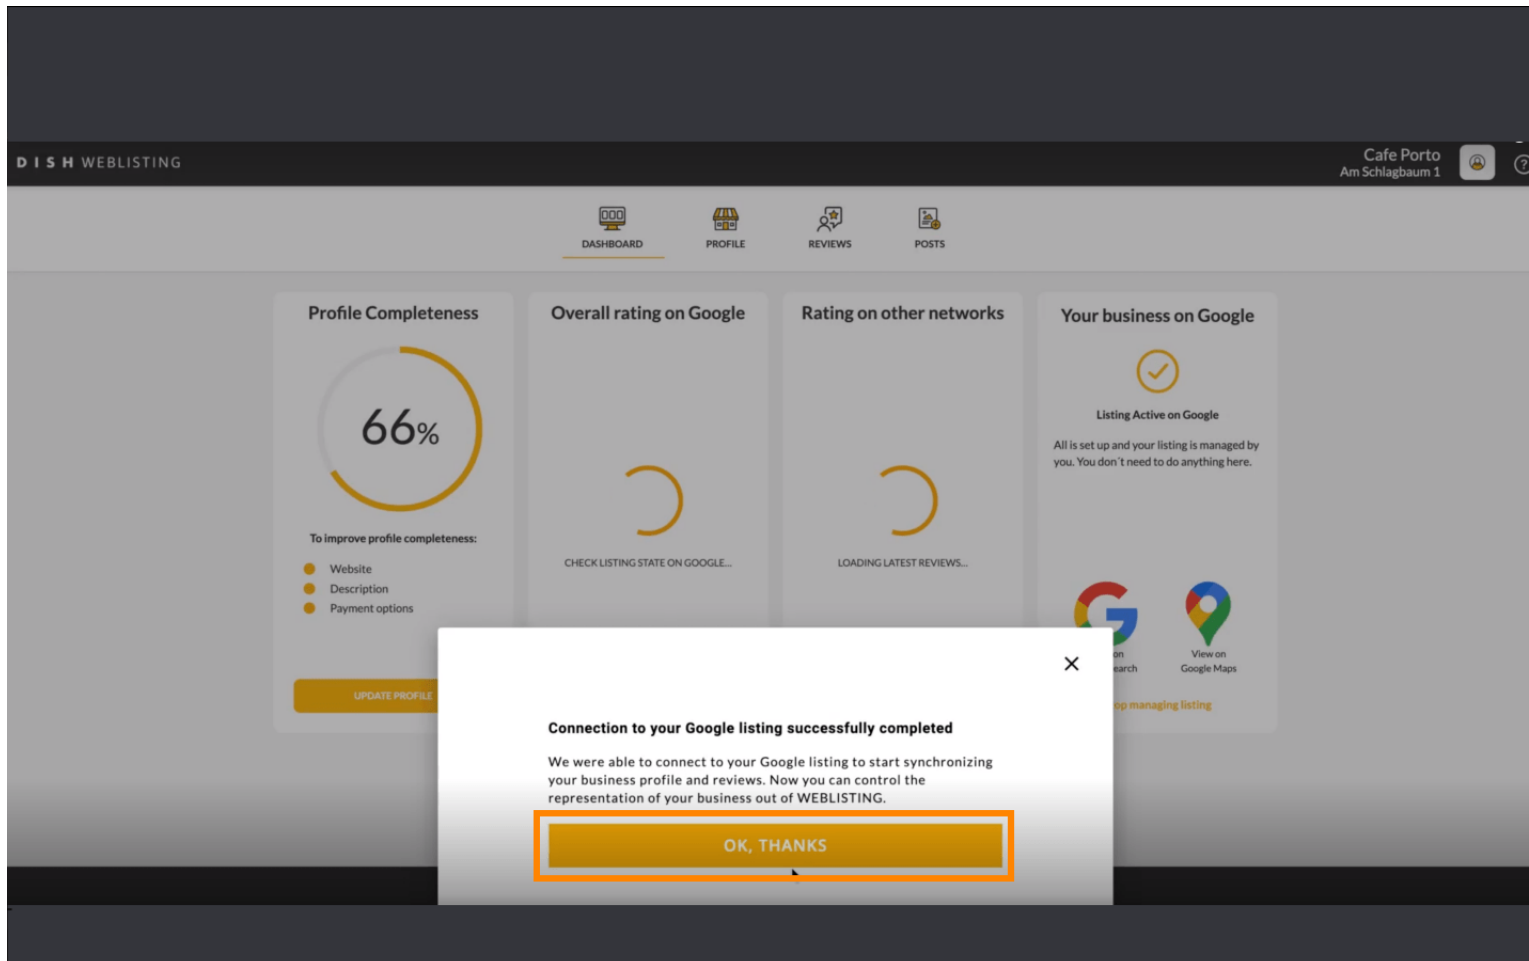 DISH WEBLISTING
Cafe Porto
Am Schlagbaum 1
?
DASHBOARD
PROFILE
REVIEWS
POSTS
Profile Completeness
66%
To improve profile completeness:
Website
Description
Payment options
UPDATE PROFILE
Overall rating on Google
CHECK LISTING STATE ON GOOGLE...
Rating on other networks
LOADING LATEST REVIEWS...
Your business on Google
Listing Active on Google
All is set up and your listing is managed by
you. You don´t need to do anything here.
on
earch
View on
Google Maps
op managing listing
Connection to your Google listing successfully completed
We were able to connect to your Google listing to start synchronizing
your business profile and reviews. Now you can control the
representation of your business out of WEBLISTING.
OK, THANKS